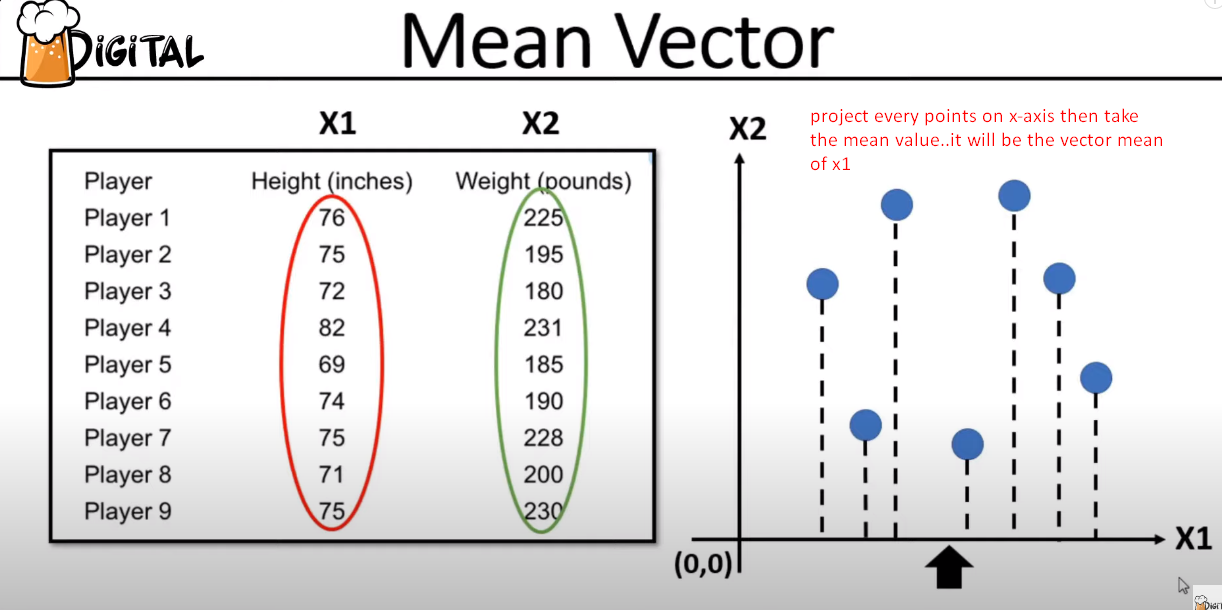 DiGiTAL
Mean Vector
X1 X2
Player Height (inches) Weight (pounds)
Player 1 76 225
Player 2 75 195
Player 3 72 180
Player 4 82 231
Player 5 69 185
Player 6 74 190
Player 7 75 228
Player 8 71 200
Player 9 75 230
X2
project every points on x-axis then take
the mean value..it will be the vector mean
of x1
X1
(0,0)